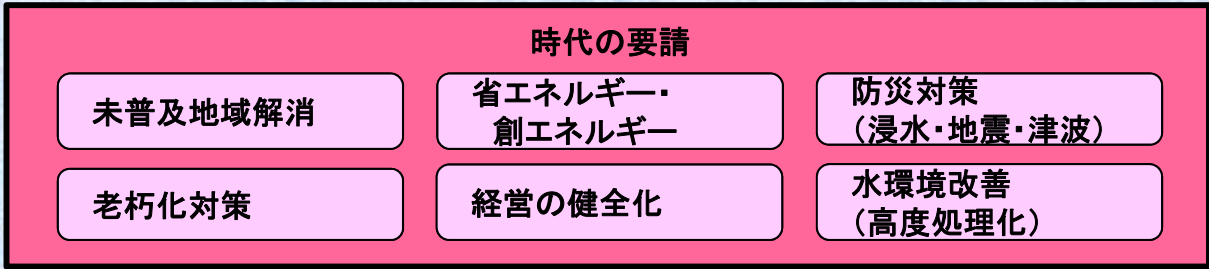 時代の要請
未普及地域解消
省エネルギー・
創エネルギー
防災対策
(浸水・地震・津波)
老朽化対策
経営の健全化
水環境改善
(高度処理化)